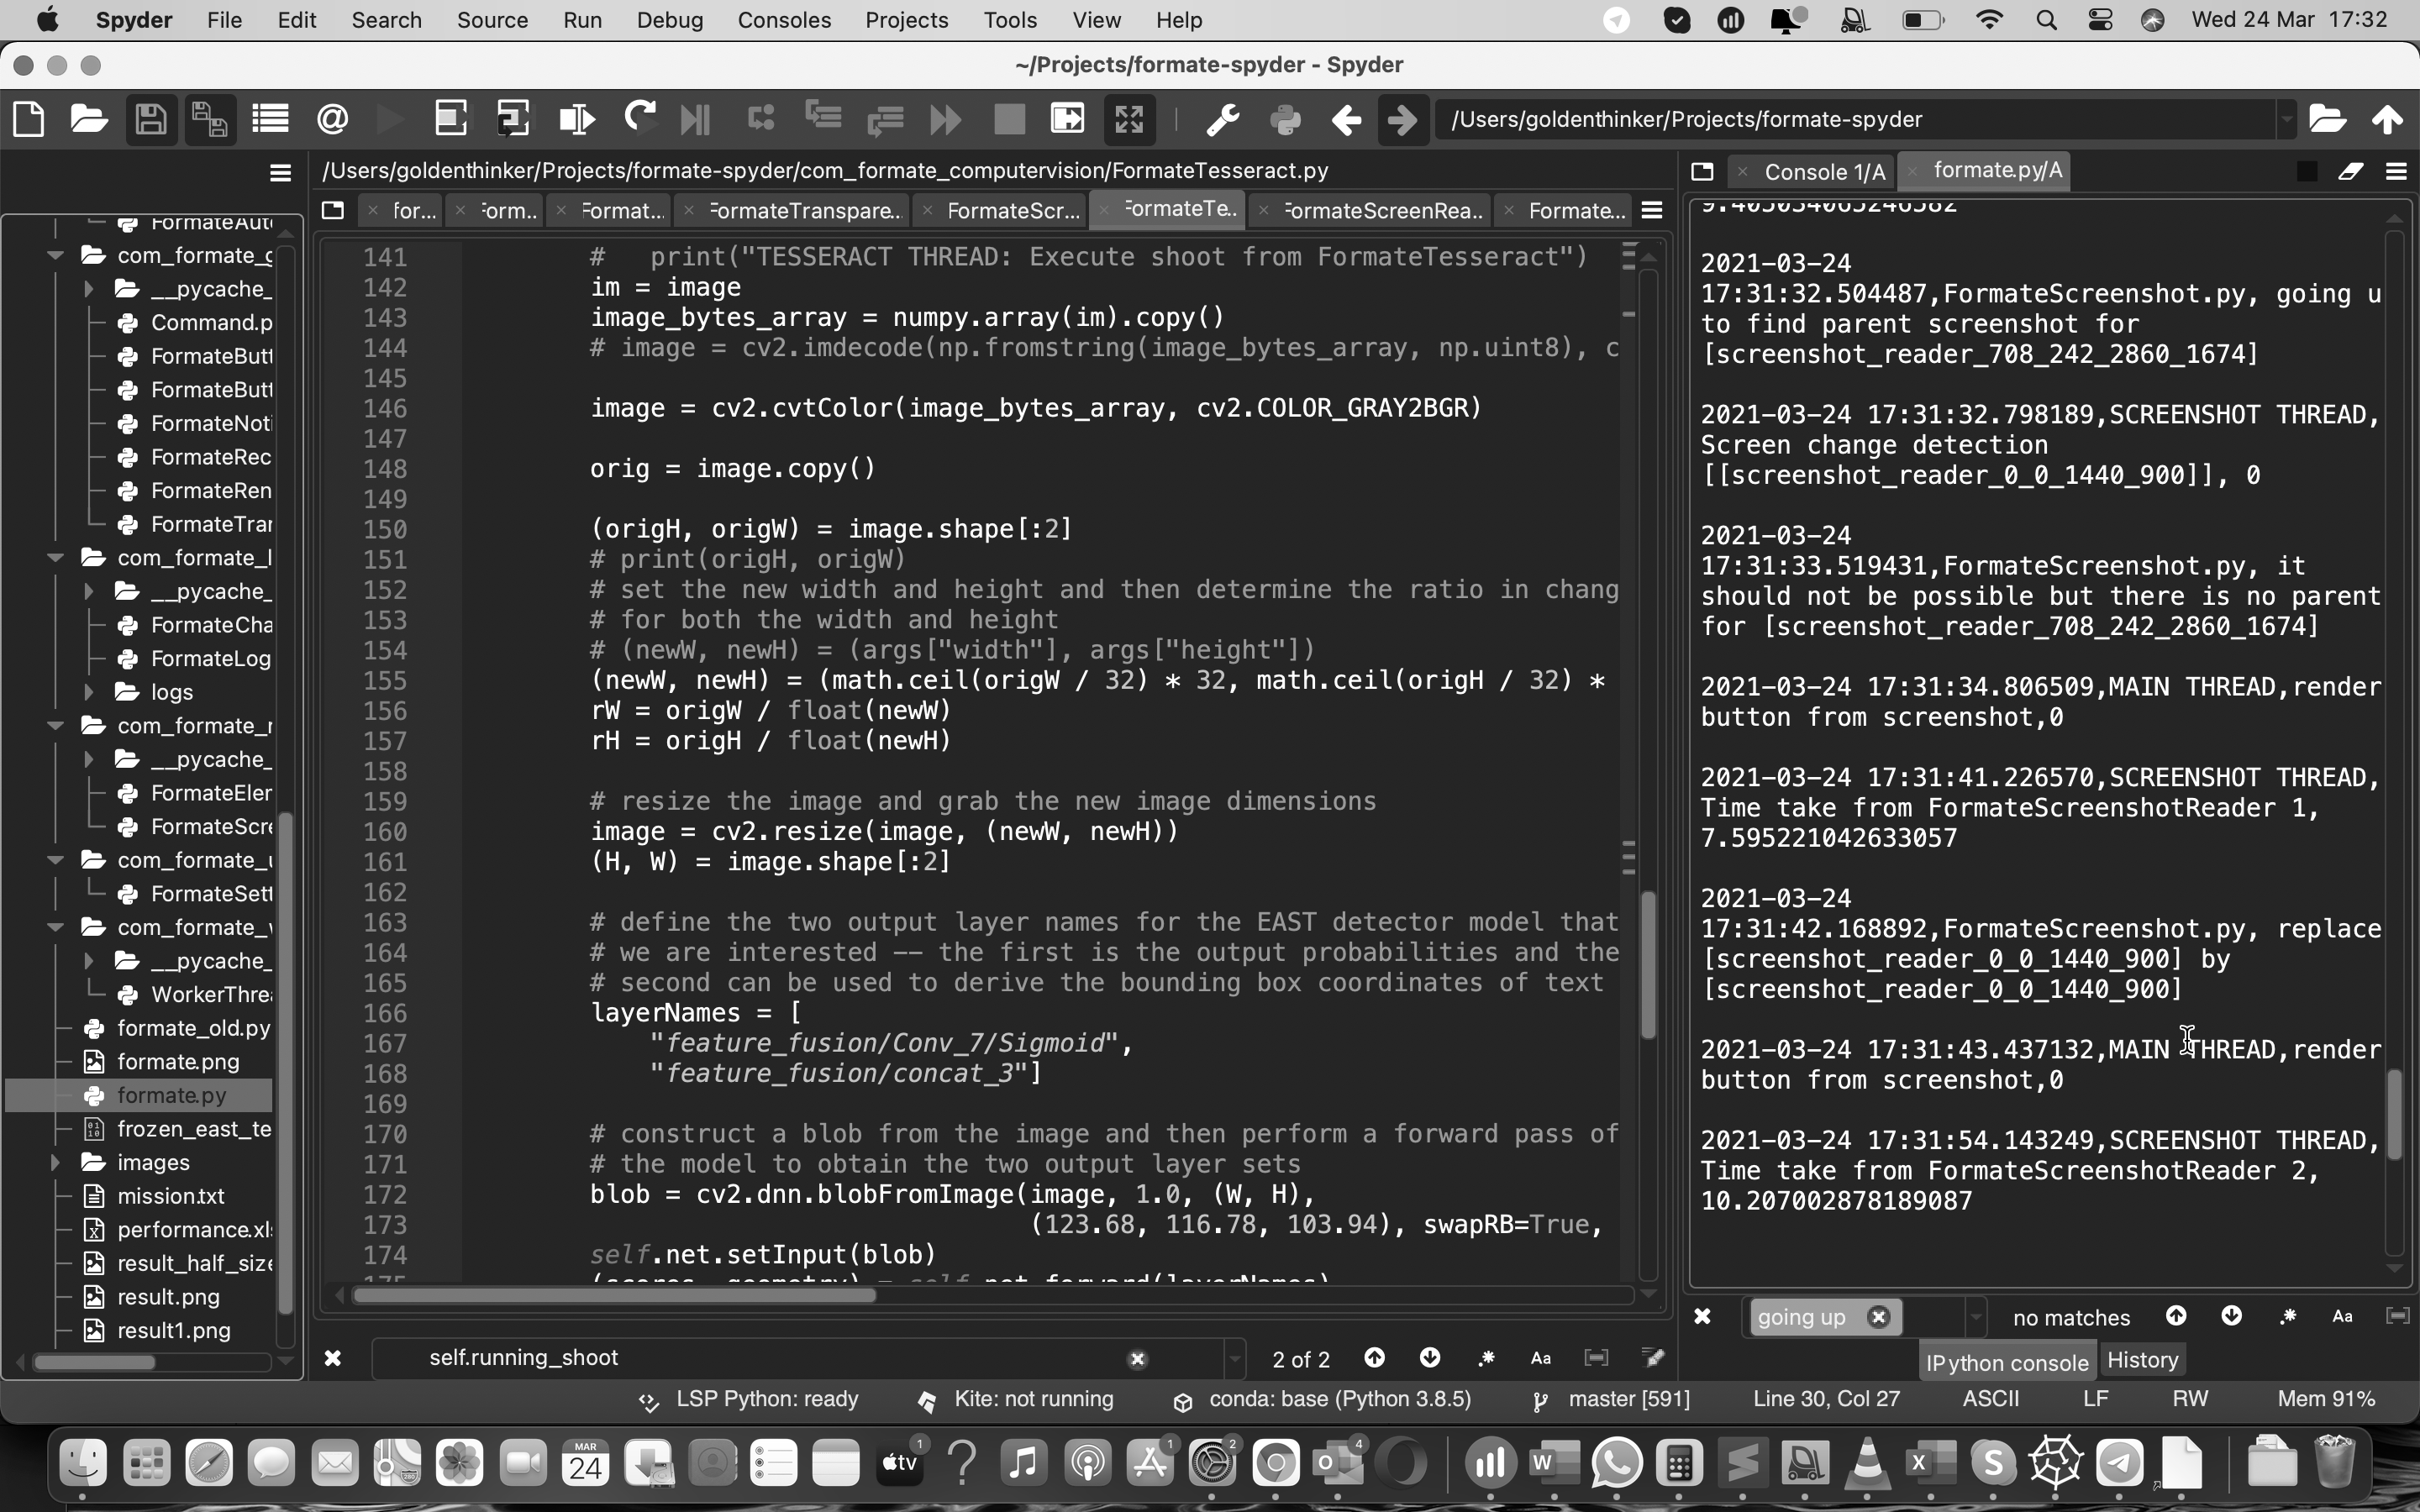 Spyder File Edit Search Source Run Debug Consoles Projects Tools View Help Wed 24 Mar 17:32
~/Projects/formate-spyder - Spyder
/Users/goldenthinker/Projects/formate-spyder
/Users/goldenthinker/Projects/formate-spyder/com_formate_computervision/FormateTesseract.py
for... Form... Format... FormateTranspare... FormateScr... FormateTe... FormateScreenRea... Formate...
FormateAut
com_formate_g
__pycache_
Command.p
FormateButt
FormateButt
FormateNoti
FormateRec
FormateRen
FormateTrar
com_formate_l
__pycache_
FormateCha
FormateLog
logs
com_formate_r
__pycache_
FormateEler
FormateScre
com_formate_u
FormateSett
com_formate_w
__pycache_
WorkerThrea
formate_old.py
formate.png
formate.py
frozen_east_te
images
mission.txt
performance.xls
result_half_size
result.png
result1.png
141 #   print("TESSERACT THREAD: Execute shoot from FormateTesseract")
142 im = image
143 image_bytes_array = numpy.array(im).copy()
144 # image = cv2.imdecode(np.fromstring(image_bytes_array, np.uint8), c
145
146 image = cv2.cvtColor(image_bytes_array, cv2.COLOR_GRAY2BGR)
147
148 orig = image.copy()
149
150 (origH, origW) = image.shape[:2]
151 # print(origH, origW)
152 # set the new width and height and then determine the ratio in chang
153 # for both the width and height
154 # (newW, newH) = (args["width"], args["height"])
155 (newW, newH) = (math.ceil(origW / 32) * 32, math.ceil(origH / 32) *
156 rW = origW / float(newW)
157 rH = origH / float(newH)
158
159 # resize the image and grab the new image dimensions
160 image = cv2.resize(image, (newW, newH))
161 (H, W) = image.shape[:2]
162
163 # define the two output layer names for the EAST detector model that
164 # we are interested -- the first is the output probabilities and the
165 # second can be used to derive the bounding box coordinates of text
166 layerNames = [
167 "feature_fusion/Conv_7/Sigmoid",
168 "feature_fusion/concat_3"]
169
170 # construct a blob from the image and then perform a forward pass of
171 # the model to obtain the two output layer sets
172 blob = cv2.dnn.blobFromImage(image, 1.0, (W, H),
173 (123.68, 116.78, 103.94), swapRB=True,
174 self.net.setInput(blob)
175 (scores, geometry) = self.net.forward(layerNames)
self.running_shoot 2 of 2 Aa
Console 1/A formate.py/A
9.405034065246582
2021-03-24
17:31:32.504487,FormateScreenshot.py, going u
to find parent screenshot for
[screenshot_reader_708_242_2860_1674]
2021-03-24 17:31:32.798189,SCREENSHOT THREAD,
Screen change detection
[[screenshot_reader_0_0_1440_900]], 0
2021-03-24
17:31:33.519431,FormateScreenshot.py, it
should not be possible but there is no parent
for [screenshot_reader_708_242_2860_1674]
2021-03-24 17:31:34.806509,MAIN THREAD,render
button from screenshot,0
2021-03-24 17:31:41.226570,SCREENSHOT THREAD,
Time take from FormateScreenshotReader 1,
7.595221042633057
2021-03-24
17:31:42.168892,FormateScreenshot.py, replace
[screenshot_reader_0_0_1440_900] by
[screenshot_reader_0_0_1440_900]
2021-03-24 17:31:43.437132,MAIN THREAD,render
button from screenshot,0
2021-03-24 17:31:54.143249,SCREENSHOT THREAD,
Time take from FormateScreenshotReader 2,
10.207002878189087
going up no matches Aa
IPython console History
LSP Python: ready Kite: not running conda: base (Python 3.8.5) master [591] Line 30, Col 27 ASCII LF RW Mem 91%
MAR
24
tv
1
1
2
4